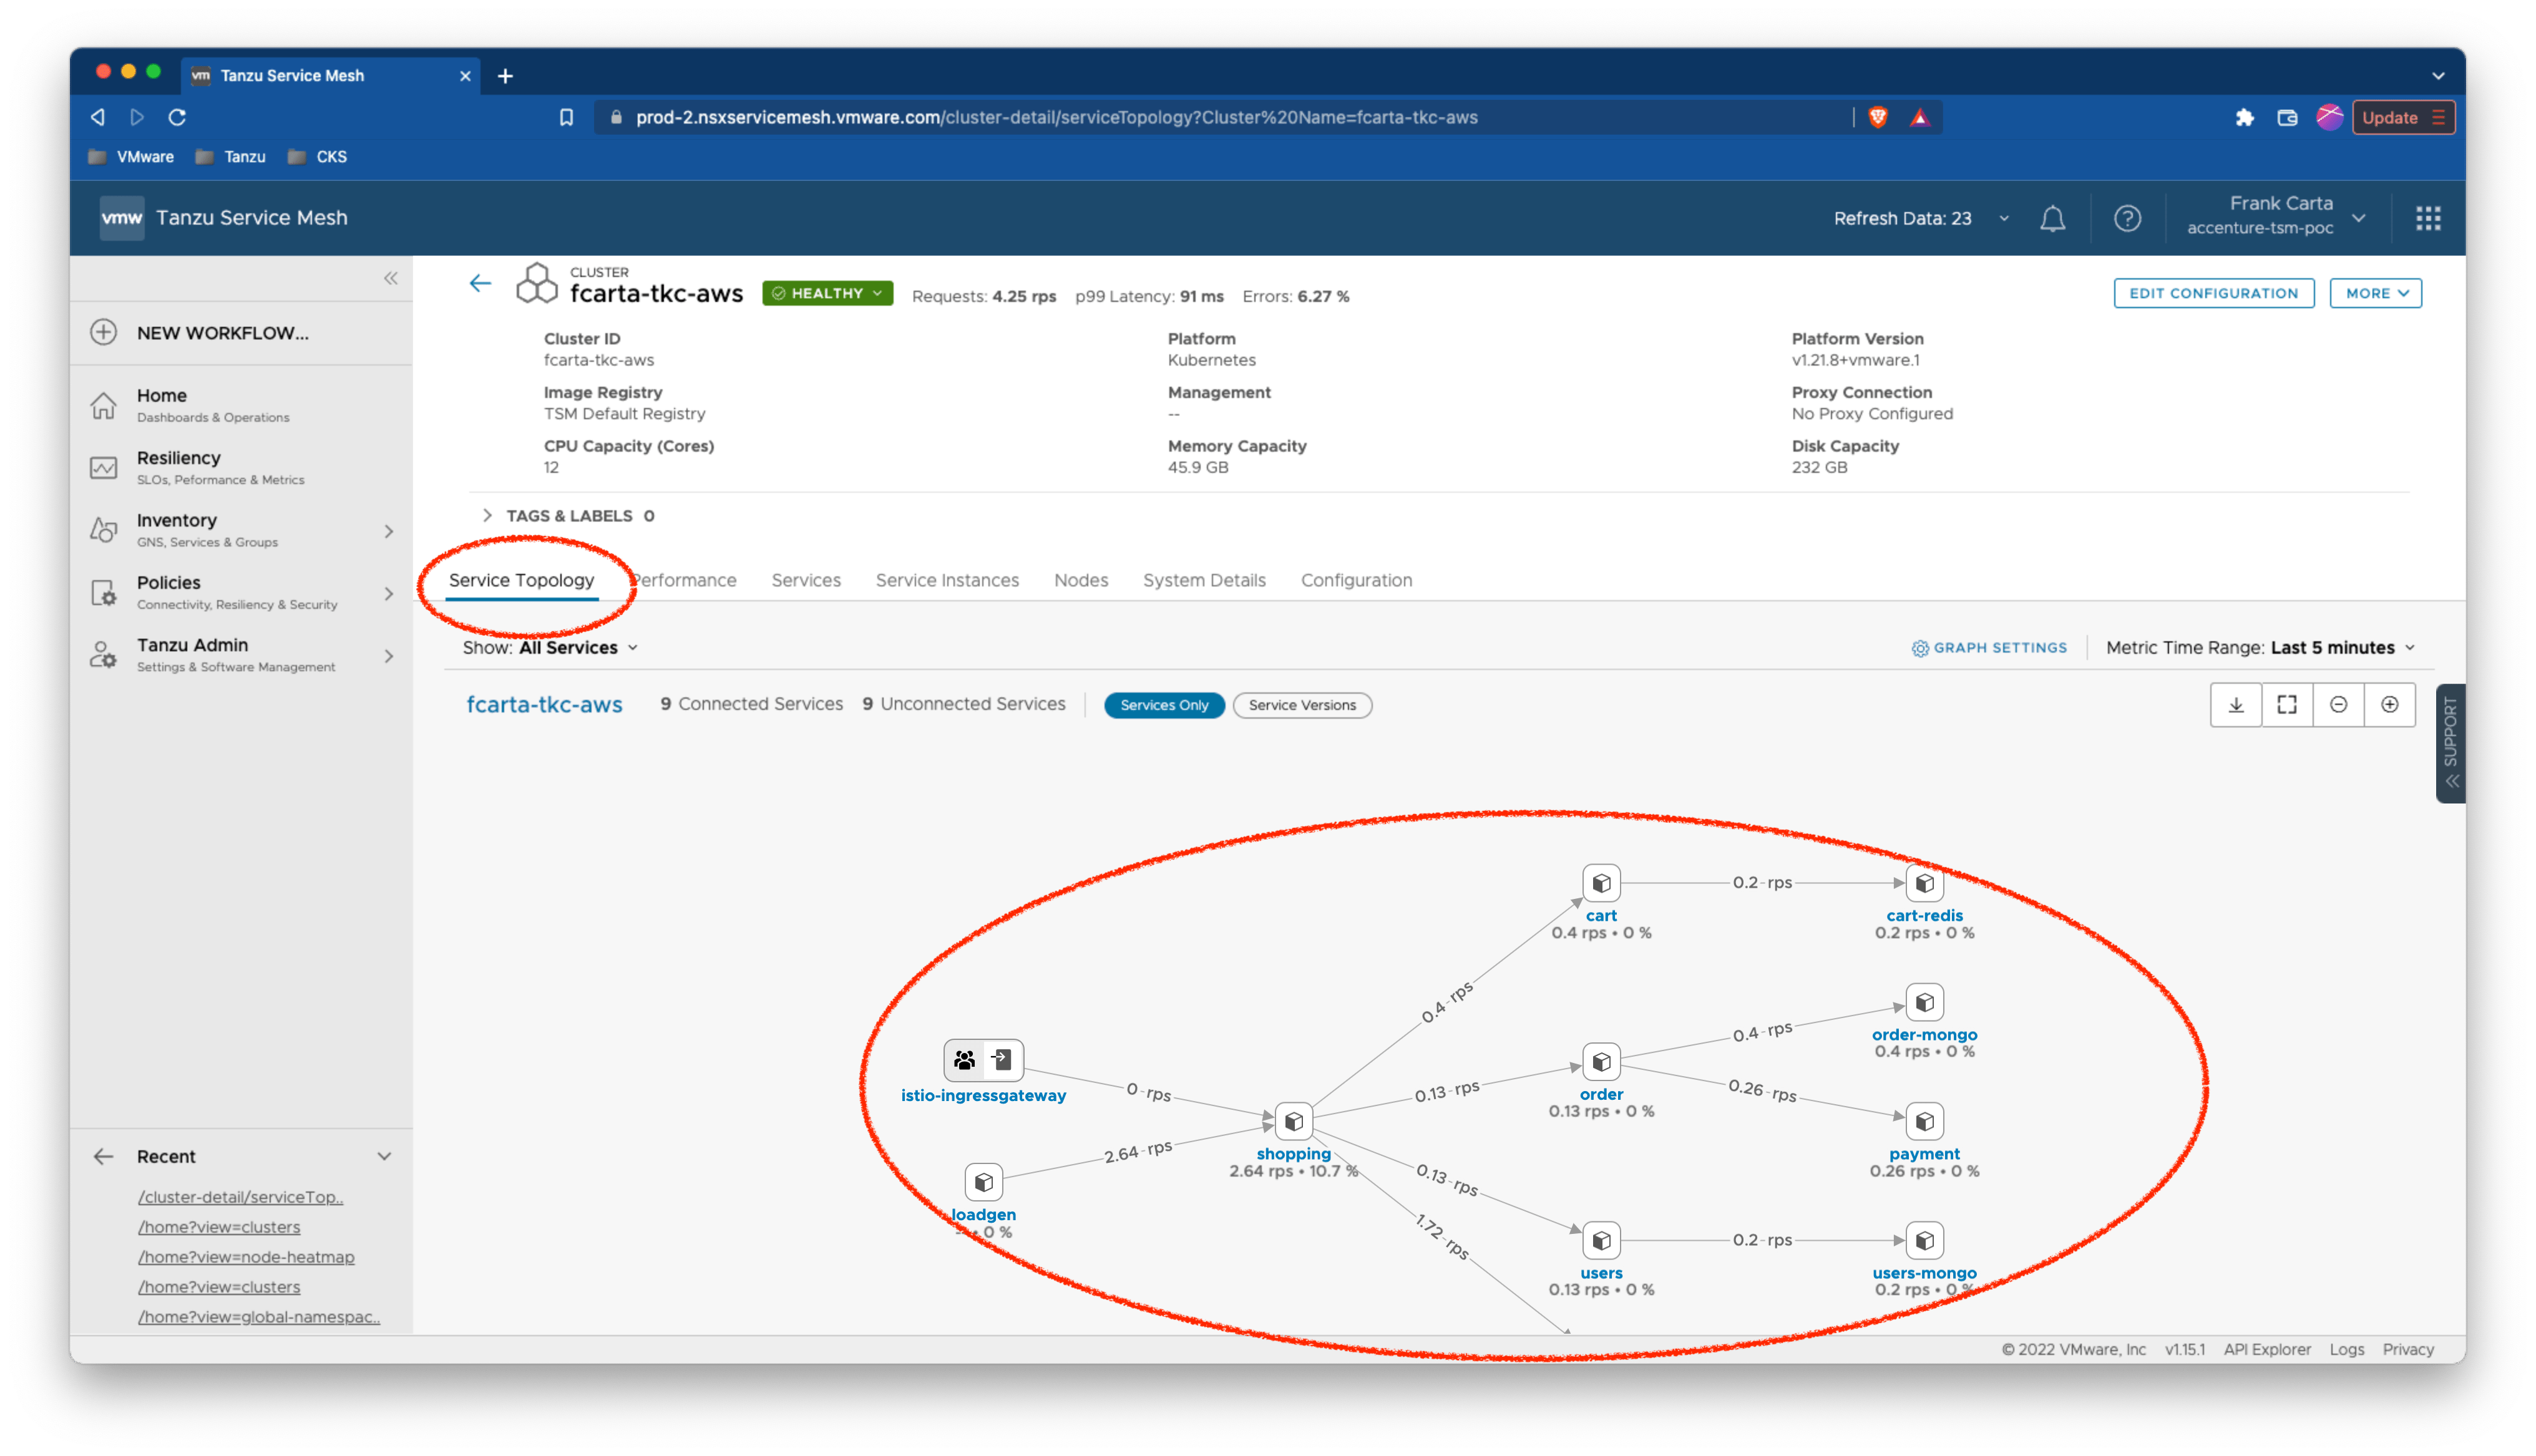 vm Tanzu Service Mesh
prod-2.nsxservicemesh.vmware.com/cluster-detail/serviceTopology?Cluster%20Name=fcarta-tkc-aws
Update
VMware Tanzu CKS
vmw Tanzu Service Mesh
Refresh Data: 23
Frank Carta
accenture-tsm-poc
NEW WORKFLOW...
Home
Dashboards & Operations
Resiliency
SLOs, Peformance & Metrics
Inventory
GNS, Services & Groups
Policies
Connectivity, Resiliency & Security
Tanzu Admin
Settings & Software Management
Recent
/cluster-detail/serviceTop..
/home?view=clusters
/home?view=node-heatmap
/home?view=clusters
/home?view=global-namespac..
CLUSTER
fcarta-tkc-aws HEALTHY Requests: 4.25 rps p99 Latency: 91 ms Errors: 6.27 %
EDIT CONFIGURATION MORE
Cluster ID Platform Platform Version
fcarta-tkc-aws Kubernetes v1.21.8+vmware.1
Image Registry Management Proxy Connection
TSM Default Registry -- No Proxy Configured
CPU Capacity (Cores) Memory Capacity Disk Capacity
12 45.9 GB 232 GB
TAGS & LABELS 0
Service Topology Performance Services Service Instances Nodes System Details Configuration
Show: All Services GRAPH SETTINGS Metric Time Range: Last 5 minutes
fcarta-tkc-aws 9 Connected Services 9 Unconnected Services Services Only Service Versions
SUPPORT
0.2 rps
cart
0.4 rps • 0 %
cart-redis
0.2 rps • 0 %
0.4 rps
0.4 rps
order-mongo
0.4 rps • 0 %
istio-ingressgateway
0 rps
0.13 rps
order
0.13 rps • 0 %
0.26 rps
2.64 rps
shopping
2.64 rps • 10.7 %
payment
0.26 rps • 0 %
loadgen
0 %
0.13 rps
1.72 rps
0.2 rps
users
0.13 rps • 0 %
users-mongo
0.2 rps • 0 %
© 2022 VMware, Inc v1.15.1 API Explorer Logs Privacy